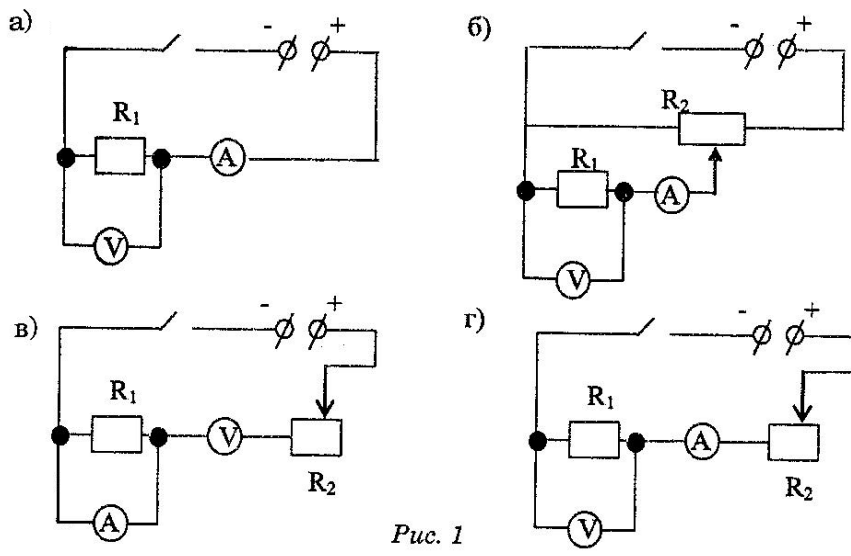 а)
- +
R₁
A
V
б)
- +
R₂
R₁
A
V
в)
- +
R₁
V
R₂
A
г)
- +
R₁
A
R₂
V
Рис. 1